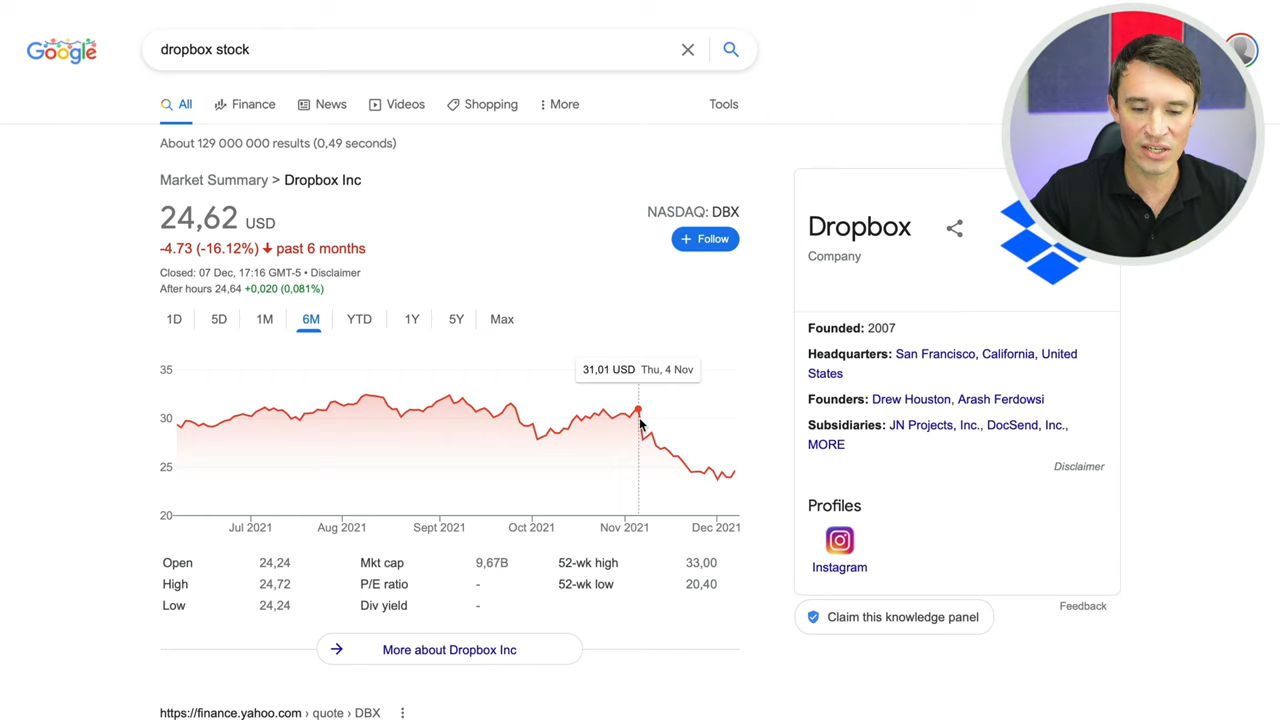 Google
dropbox stock
All
Finance
News
Videos
Shopping
More
Tools
About 129 000 000 results (0,49 seconds)
Market Summary > Dropbox Inc
24,62 USD
-4.73 (-16.12%) past 6 months
Closed: 07 Dec, 17:16 GMT-5 • Disclaimer
After hours 24,64 +0,020 (0,081%)
NASDAQ: DBX
+ Follow
1D 5D 1M 6M YTD 1Y 5Y Max
31,01 USD Thu, 4 Nov
35
30
25
20
Jul 2021 Aug 2021 Sept 2021 Oct 2021 Nov 2021 Dec 2021
Open 24,24 Mkt cap 9,67B 52-wk high 33,00
High 24,72 P/E ratio - 52-wk low 20,40
Low 24,24 Div yield -
More about Dropbox Inc
https://finance.yahoo.com › quote › DBX
Dropbox
Company
Founded: 2007
Headquarters: San Francisco, California, United
States
Founders: Drew Houston, Arash Ferdowsi
Subsidiaries: JN Projects, Inc., DocSend, Inc.,
MORE
Disclaimer
Profiles
Instagram
Claim this knowledge panel
Feedback